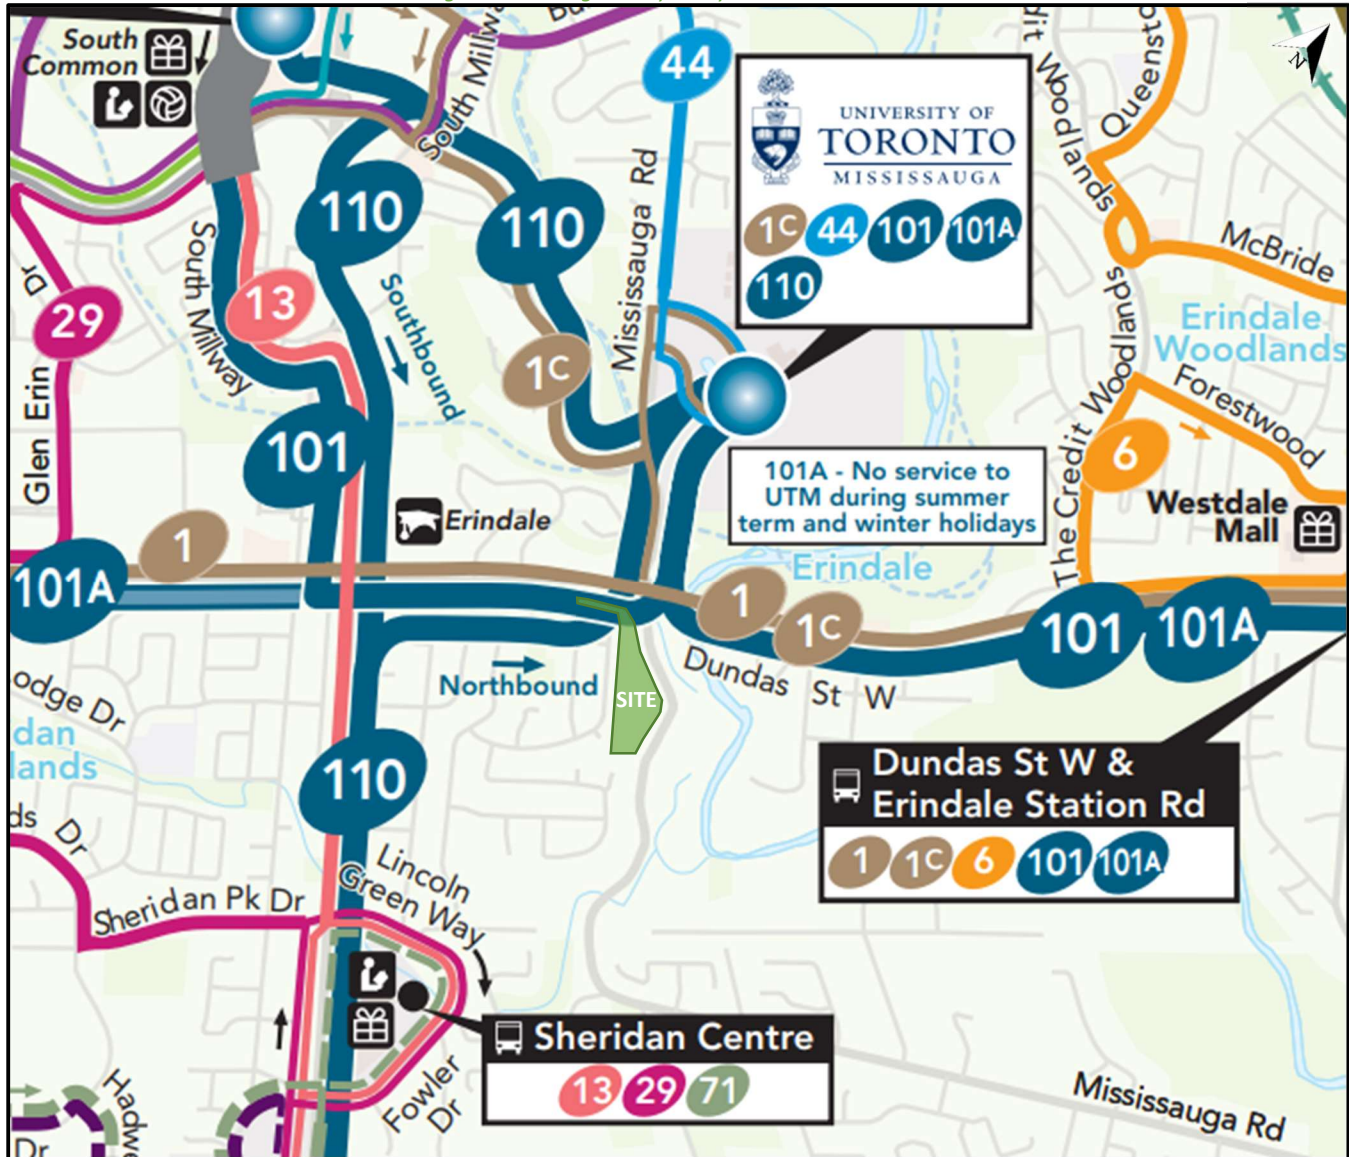 South
Common
South Millwa
44
UNIVERSITY OF
TORONTO
MISSISSAUGA
1C 44 101 101A
110
dit Woodlands
Queensto
N
McBride
Erindale
Woodlands
110
110
Mississauga Rd
Southbound
South Millway
13
Dr
29
Glen Erin
1C
101
101A - No service to
UTM during summer
term and winter holidays
The Credit Woodlands
Forestwood
6
Westdale
Mall
Erindale
Erindale
1
101A
1
1C
101
101A
Northbound
SITE
Dundas St W
odge Dr
dan
lands
110
Dundas St W &
Erindale Station Rd
1 1C 6 101 101A
ds Dr
Sheridan Pk Dr
Lincoln
Green Way
Sheridan Centre
13 29 71
Fowler
Dr
Hadwe
Dr
Mississauga Rd